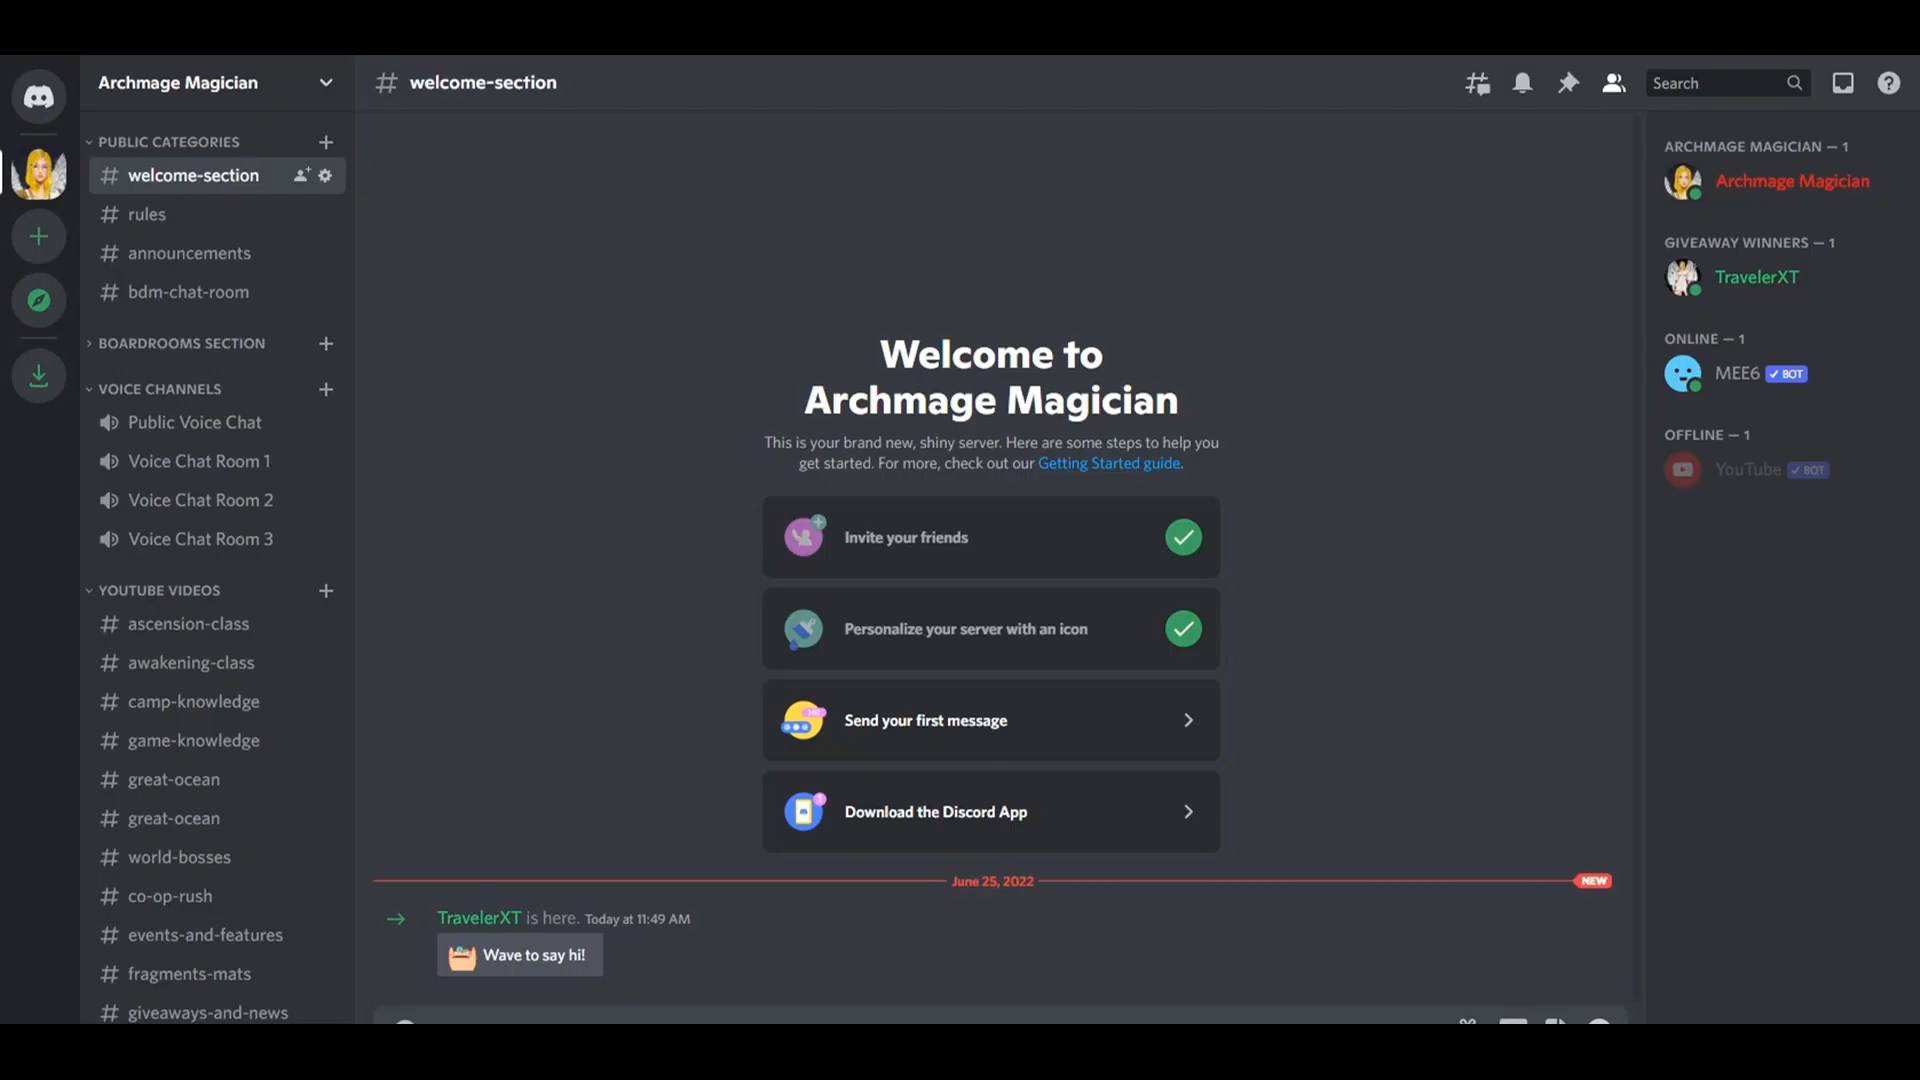 Archmage Magician
PUBLIC CATEGORIES
welcome-section
rules
announcements
bdm-chat-room
BOARDROOMS SECTION
VOICE CHANNELS
Public Voice Chat
Voice Chat Room 1
Voice Chat Room 2
Voice Chat Room 3
YOUTUBE VIDEOS
ascension-class
awakening-class
camp-knowledge
game-knowledge
great-ocean
great-ocean
world-bosses
co-op-rush
events-and-features
fragments-mats
giveaways-and-news
welcome-section
Search
Welcome to
Archmage Magician
This is your brand new, shiny server. Here are some steps to help you
get started. For more, check out our Getting Started guide.
Invite your friends
Personalize your server with an icon
Send your first message
Download the Discord App
June 25, 2022
NEW
TravelerXT is here. Today at 11:49 AM
Wave to say hi!
ARCHMAGE MAGICIAN — 1
Archmage Magician
GIVEAWAY WINNERS — 1
TravelerXT
ONLINE — 1
MEE6 BOT
OFFLINE — 1
YouTube BOT